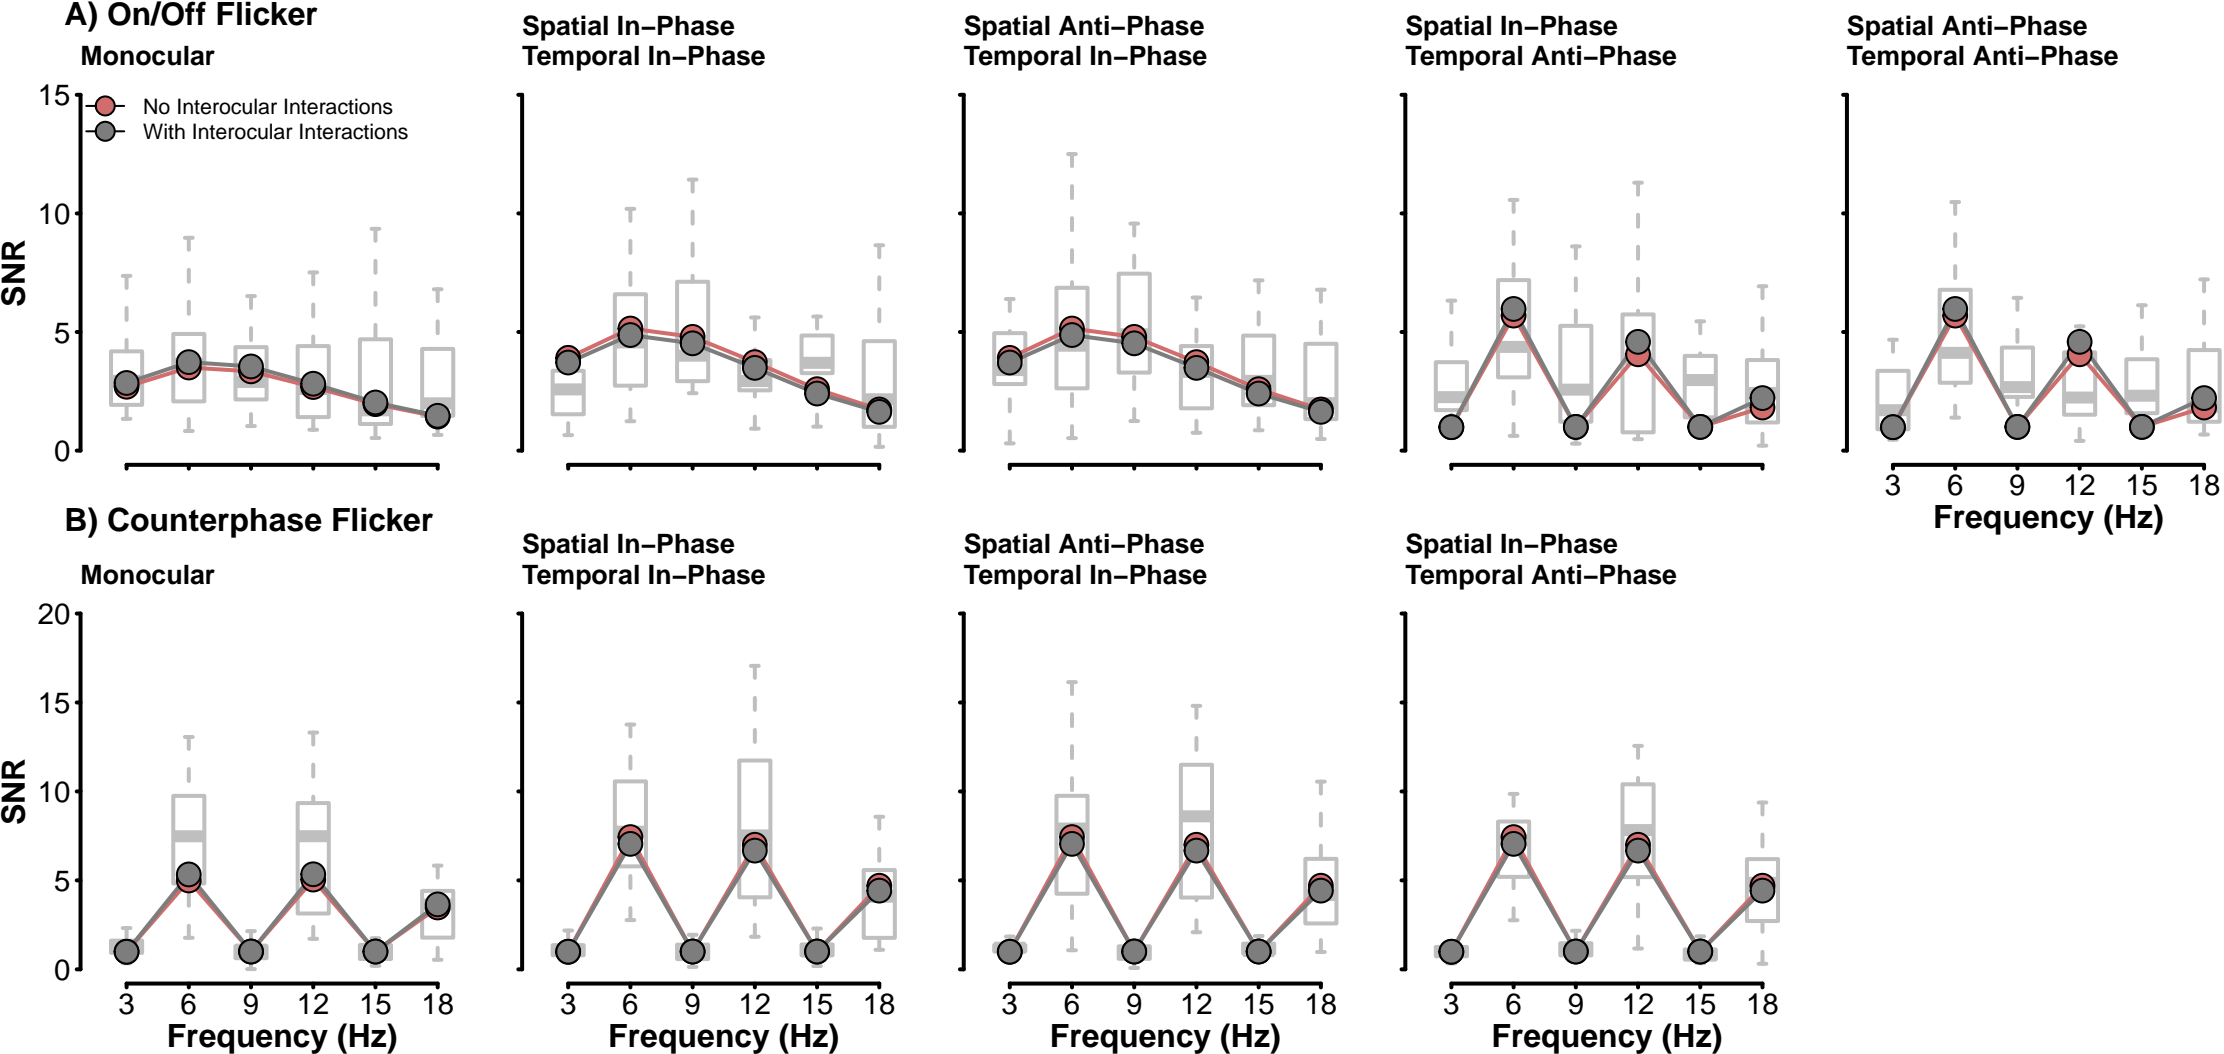 A) On/Off Flicker
Monocular
Spatial In–Phase
Temporal In–Phase
Spatial Anti–Phase
Temporal In–Phase
Spatial In–Phase
Temporal Anti–Phase
Spatial Anti–Phase
Temporal Anti–Phase
No Interocular Interactions
With Interocular Interactions
15
10
5
0
SNR
3 6 9 12 15 18
Frequency (Hz)
B) Counterphase Flicker
Monocular
Spatial In–Phase
Temporal In–Phase
Spatial Anti–Phase
Temporal In–Phase
Spatial In–Phase
Temporal Anti–Phase
20
15
10
5
0
SNR
3 6 9 12 15 18
Frequency (Hz)
3 6 9 12 15 18
Frequency (Hz)
3 6 9 12 15 18
Frequency (Hz)
3 6 9 12 15 18
Frequency (Hz)